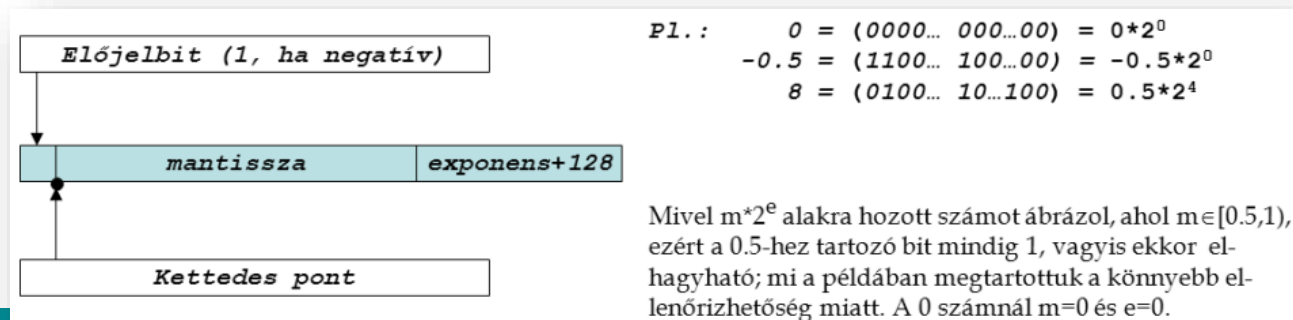 Előjelbit (1, ha negatív)
mantissza exponens+128
Kettedes pont
Pl.: 0 = (0000… 000…00) = 0*2⁰
-0.5 = (1100… 100…00) = -0.5*2⁰
8 = (0100… 10…100) = 0.5*2⁴
Mivel m*2ᵉ alakra hozott számot ábrázol, ahol m∈[0.5,1),
ezért a 0.5-hez tartozó bit mindig 1, vagyis ekkor el-
hagyható; mi a példában megtartottuk a könnyebb el-
lenőrizhetőség miatt. A 0 számnál m=0 és e=0.